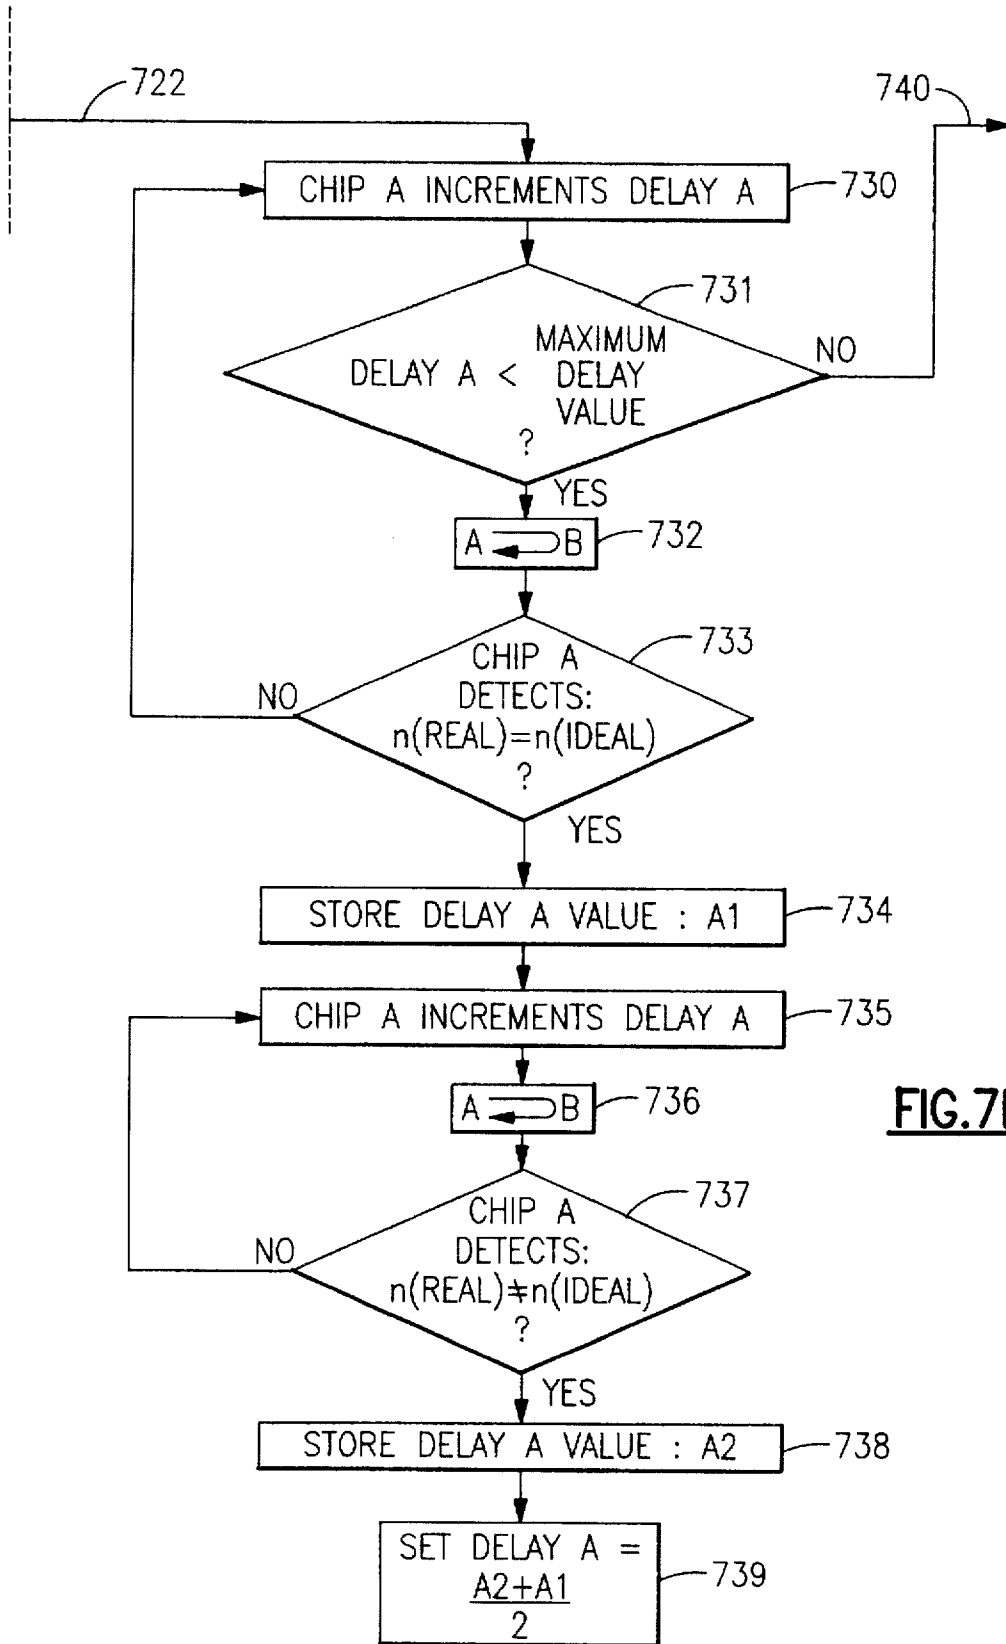 722
740
CHIP A INCREMENTS DELAY A
730
731
DELAY A <
MAXIMUM
DELAY
VALUE
?
NO
YES
A B
732
733
CHIP A
DETECTS:
n(REAL)=n(IDEAL)
?
NO
YES
STORE DELAY A VALUE : A1
734
CHIP A INCREMENTS DELAY A
735
A B
736
FIG.7
737
CHIP A
DETECTS:
n(REAL)≠n(IDEAL)
?
NO
YES
STORE DELAY A VALUE : A2
738
SET DELAY A =
A2+A1
2
739